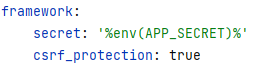 framework:
    secret: '%env(APP_SECRET)%'
    csrf_protection: true